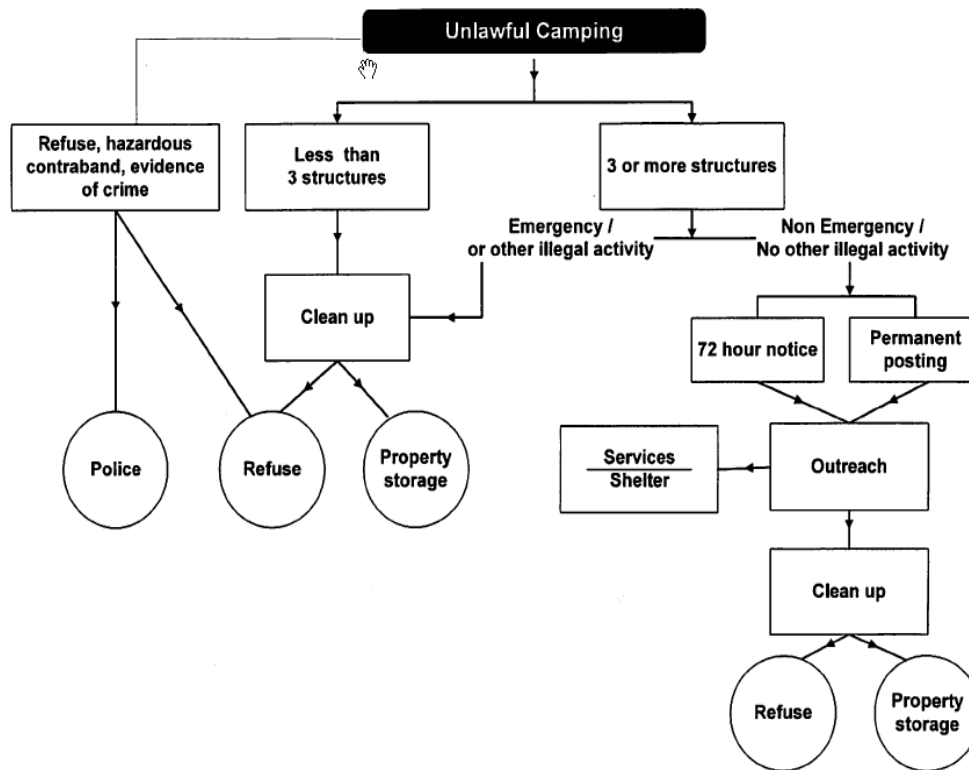 Unlawful Camping
Refuse, hazardous
contraband, evidence
of crime
Less than
3 structures
3 or more structures
Emergency /
or other illegal activity
Non Emergency /
No other illegal activity
Clean up
72 hour notice
Permanent
posting
Police
Refuse
Property
storage
Services
Shelter
Outreach
Clean up
Refuse
Property
storage